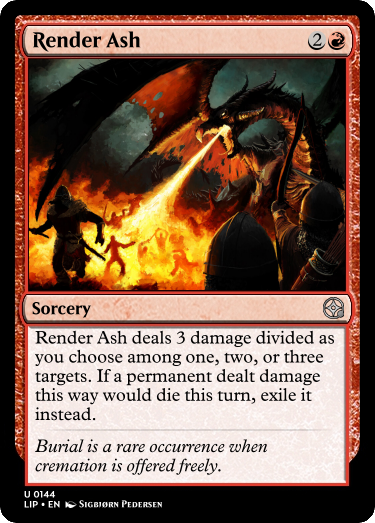 Render Ash 2
Sorcery
Render Ash deals 3 damage divided as
you choose among one, two, or three
targets. If a permanent dealt damage
this way would die this turn, exile it
instead.
Burial is a rare occurrence when
cremation is offered freely.
U 0144
LIP • EN Sigbjørn Pedersen